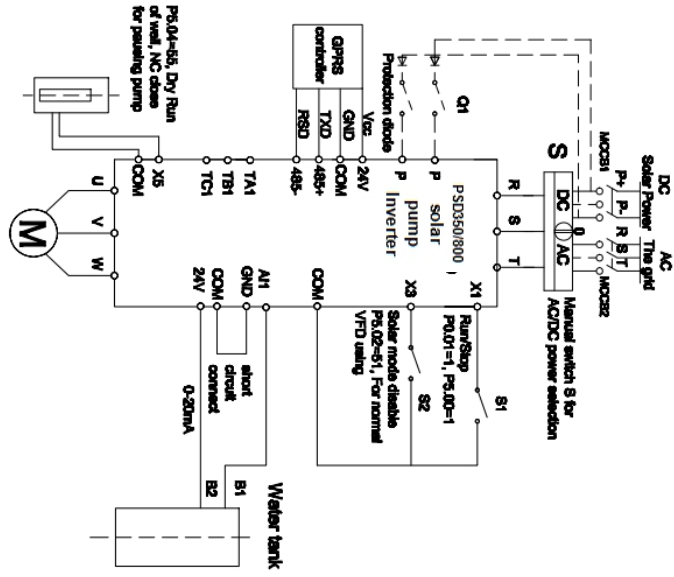 DC
Solar Power
AC
The grid
MCCB1
P+
P-
R
S
T
MCCB2
S
DC
0
AC
Manual switch S for
AC/DC power selection
R
S
T
Q1
Protection diode
P
P
PSD350/800
solar
pump
Inverter
GPRS
controller
Vcc
GND
TXD
RSD
24V
COM
485+
485-
TA1
TB1
TC1
X5
COM
P5.04=55, Dry Run
of well, NC close
for pausing pump
U
V
W
M
X1
X3
COM
AI1
GND
COM
24V
Run/Stop
P0.01=1, P5.00=1
S1
Solar mode disable
P5.02=51, For normal
VFD using
S2
short
circuit
connect
0-20mA
B1
B2
Water tank